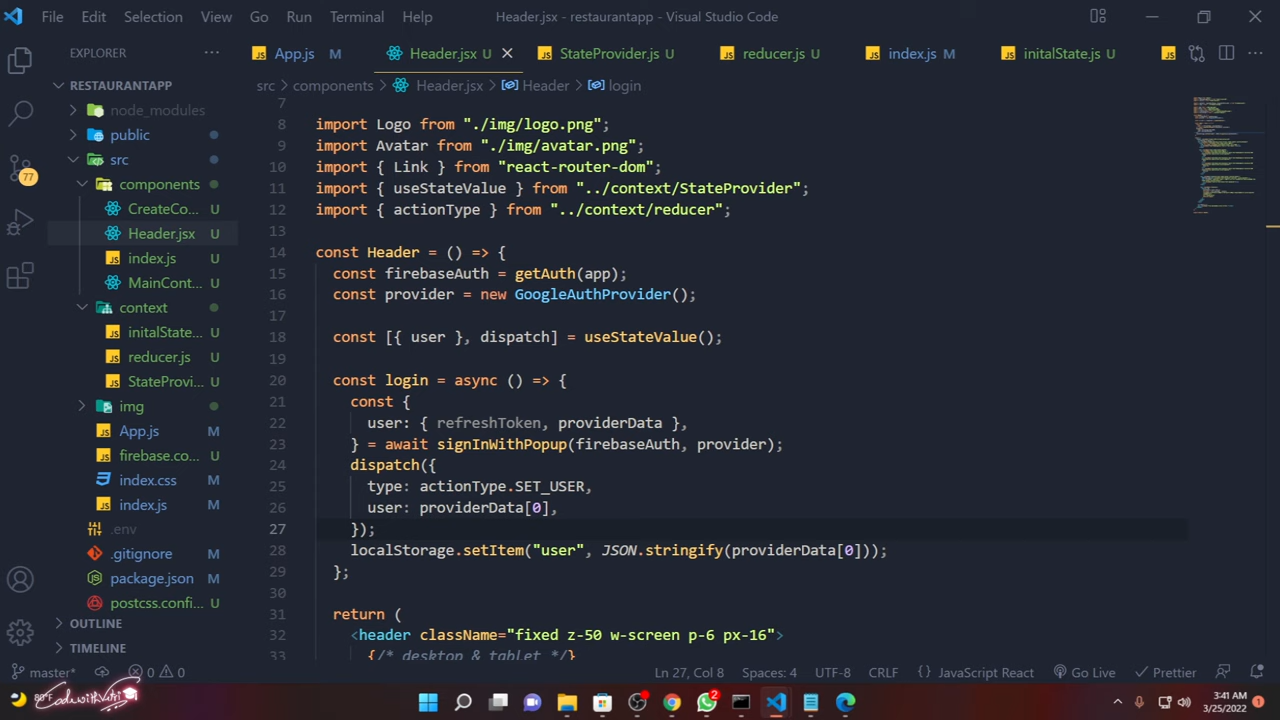 File Edit Selection View Go Run Terminal Help Header.jsx - restaurantapp - Visual Studio Code
EXPLORER
App.js M Header.jsx U StateProvider.js U reducer.js U index.js M initalState.js U
RESTAURANTAPP
src > components > Header.jsx > Header > login
node_modules
public
src
components
CreateCo... U
Header.jsx U
index.js U
MainCont... U
context
initalState... U
reducer.js U
StateProvi... U
img
App.js M
firebase.co... U
index.css M
index.js M
.env
.gitignore M
package.json M
postcss.confi... U
OUTLINE
TIMELINE
77
7
8 import Logo from "./img/logo.png";
9 import Avatar from "./img/avatar.png";
10 import { Link } from "react-router-dom";
11 import { useStateValue } from "../context/StateProvider";
12 import { actionType } from "../context/reducer";
13
14 const Header = () => {
15 const firebaseAuth = getAuth(app);
16 const provider = new GoogleAuthProvider();
17
18 const [{ user }, dispatch] = useStateValue();
19
20 const login = async () => {
21 const {
22 user: { refreshToken, providerData },
23 } = await signInWithPopup(firebaseAuth, provider);
24 dispatch({
25 type: actionType.SET_USER,
26 user: providerData[0],
27 });
28 localStorage.setItem("user", JSON.stringify(providerData[0]));
29 };
30
31 return (
32 <header className="fixed z-50 w-screen p-6 px-16">
33 {/* desktop & tablet */}
master* 0 0 Ln 27, Col 8 Spaces: 4 UTF-8 CRLF JavaScript React Go Live Prettier
80°F
2
3:41 AM
3/25/2022
1